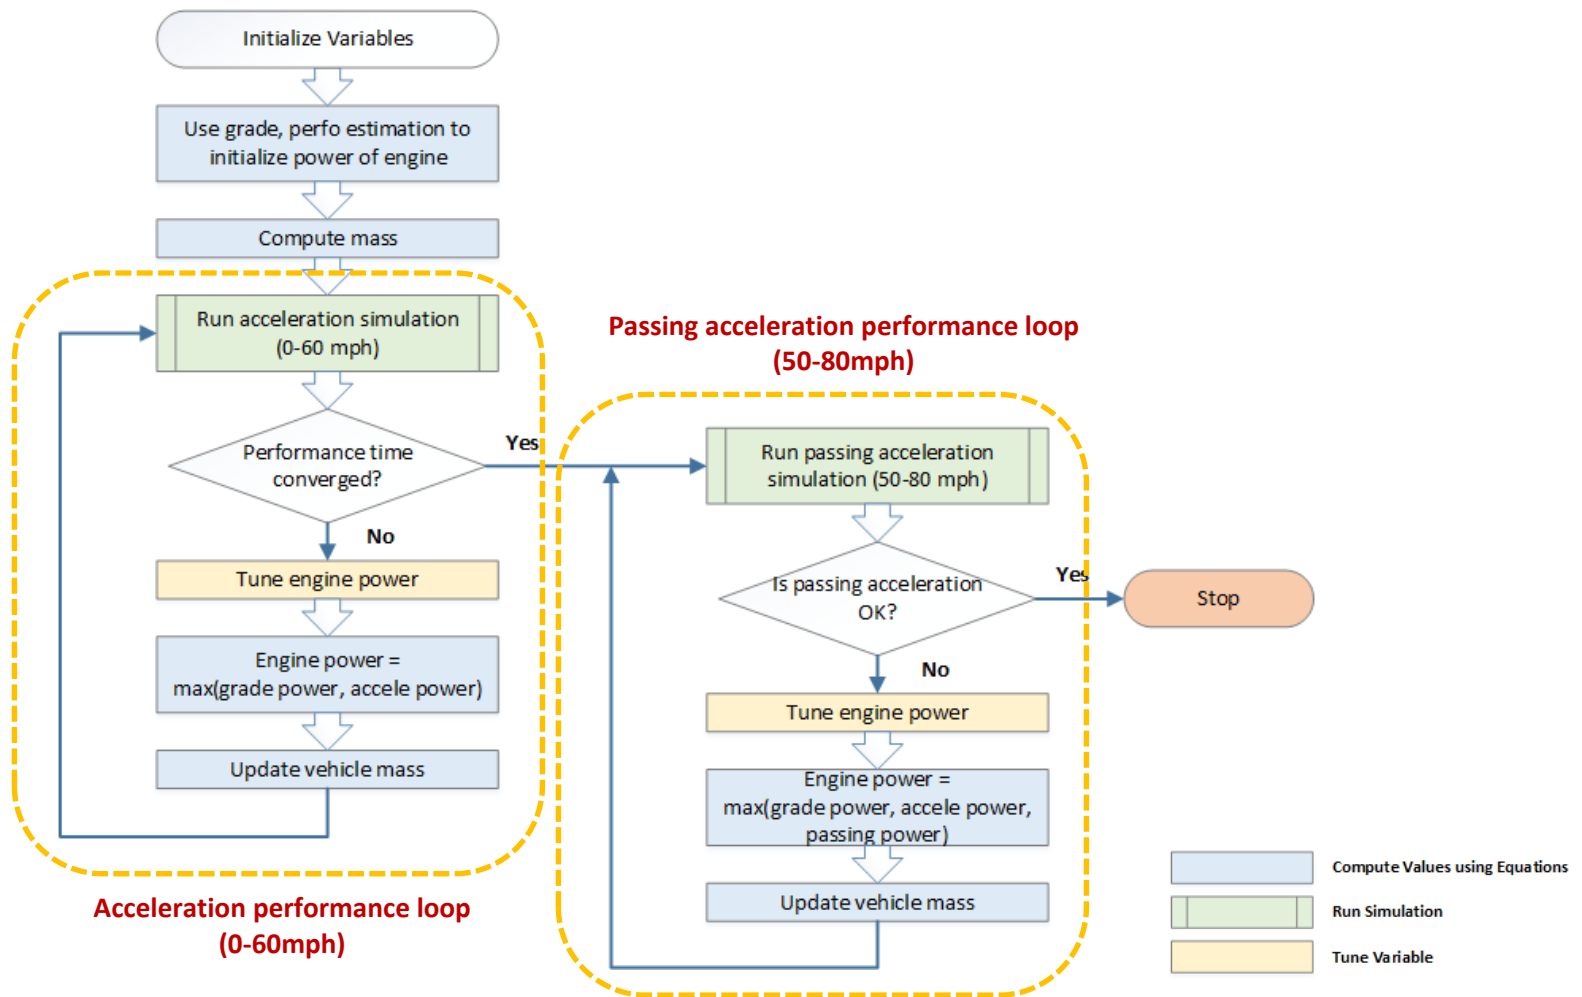 Initialize Variables
Use grade, perfo estimation to
initialize power of engine
Compute mass
Run acceleration simulation
(0-60 mph)
Performance time
converged?
Yes
No
Tune engine power
Engine power =
max(grade power, accele power)
Update vehicle mass
Acceleration performance loop
(0-60mph)
Passing acceleration performance loop
(50-80mph)
Run passing acceleration
simulation (50-80 mph)
Is passing acceleration
OK?
Yes
Stop
No
Tune engine power
Engine power =
max(grade power, accele power,
passing power)
Update vehicle mass
Compute Values using Equations
Run Simulation
Tune Variable